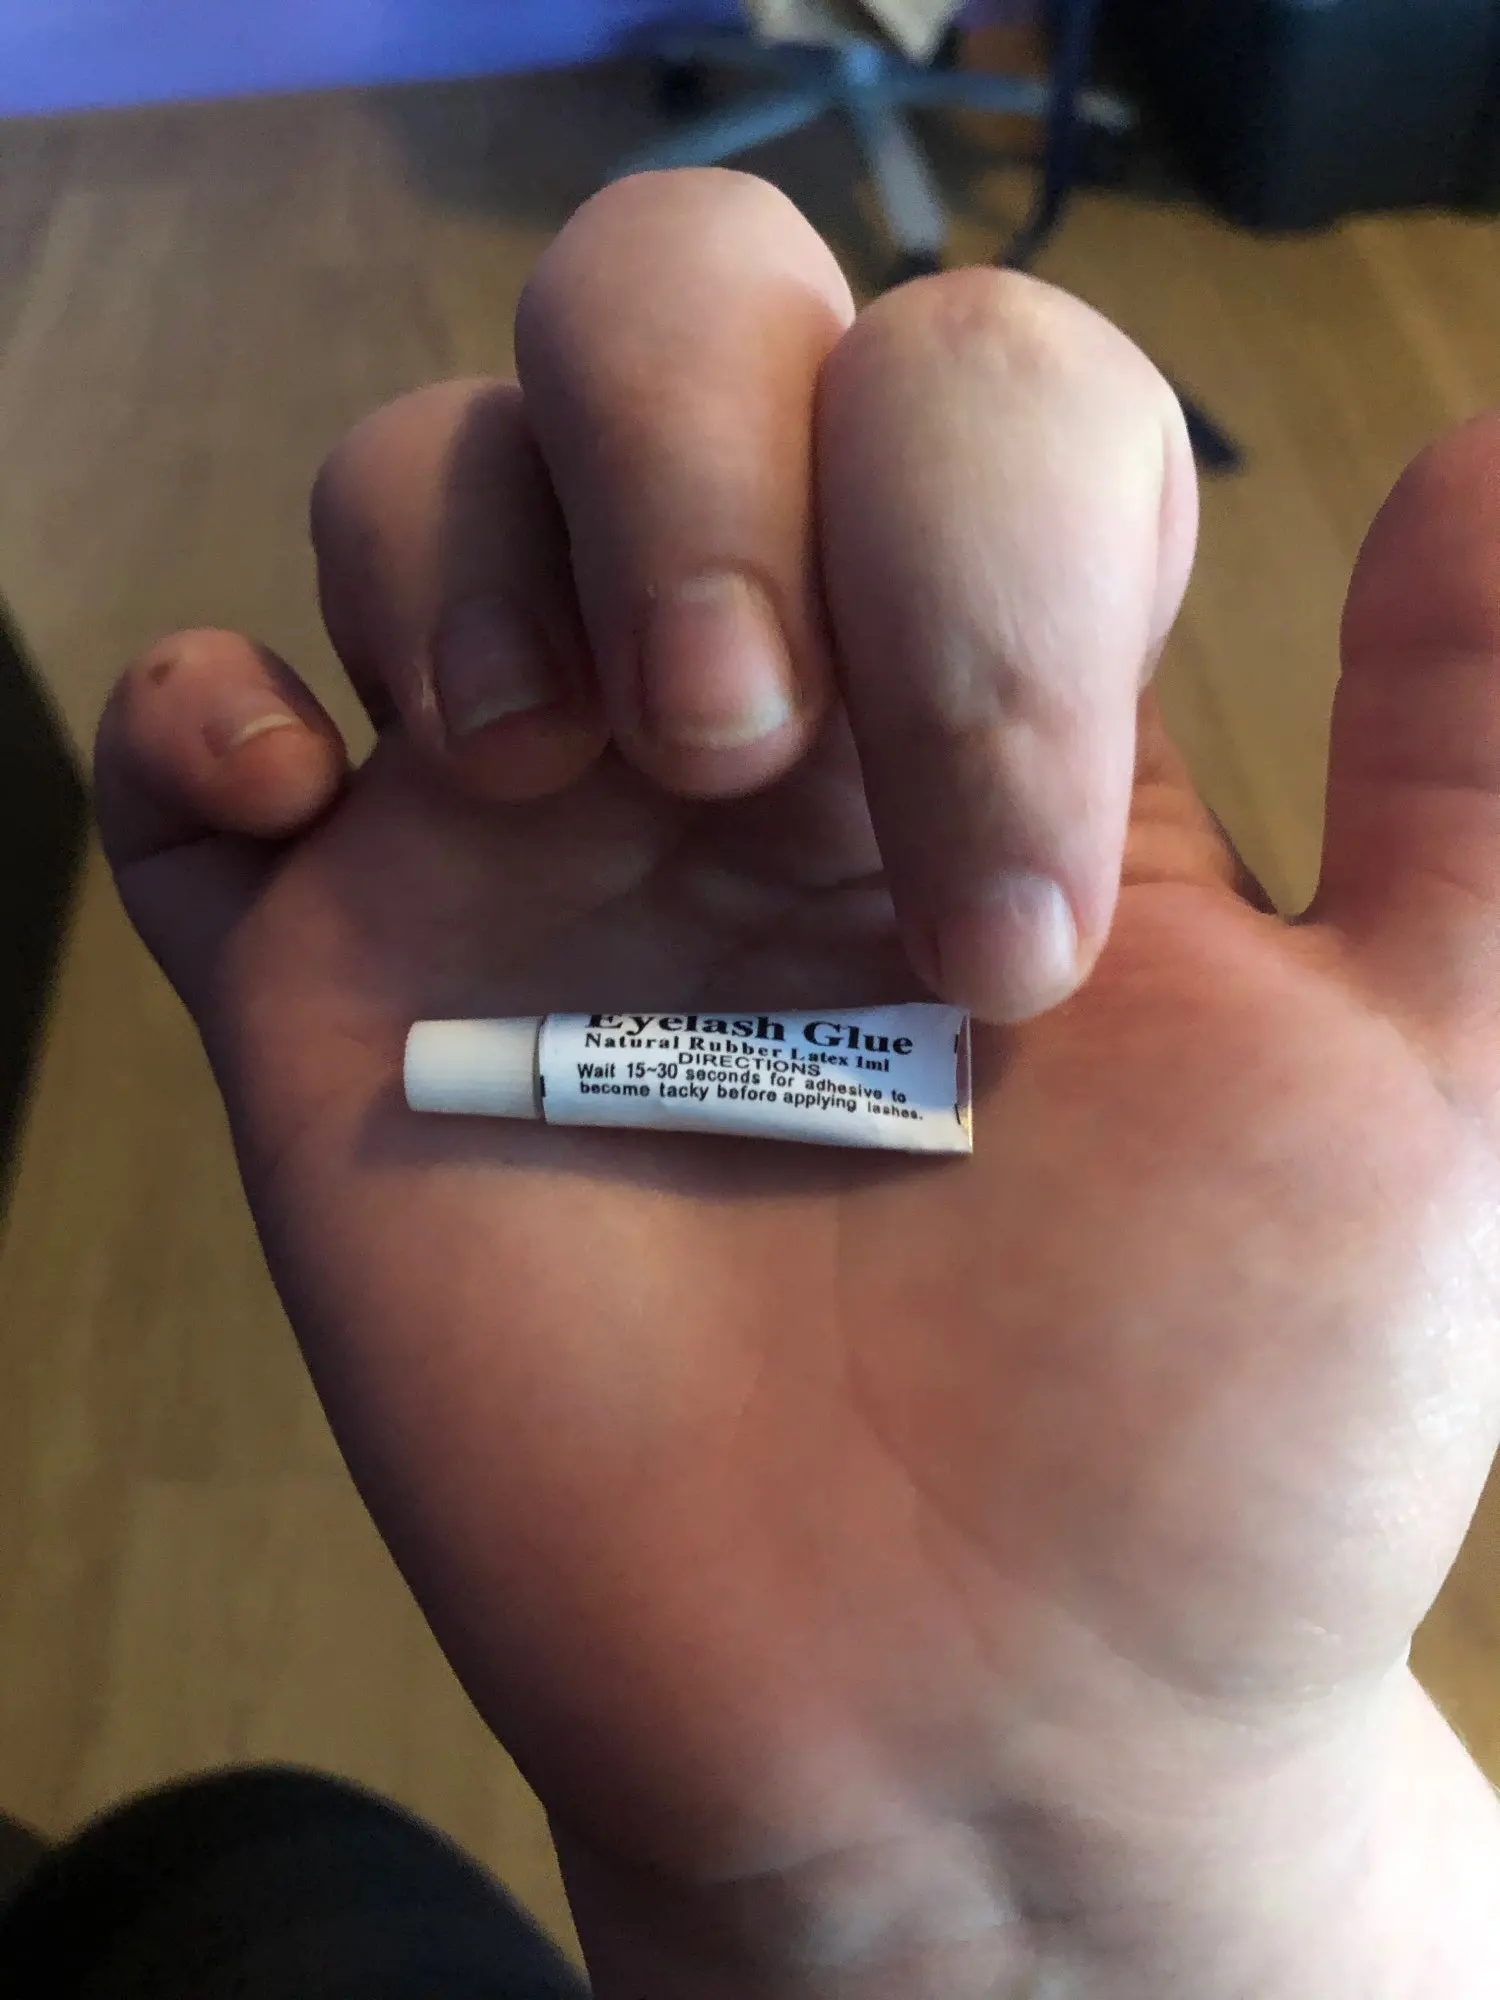 Eyelash Glue
Natural Rubber Latex 1ml
DIRECTIONS
Wait 15~30 seconds for adhesive to
become tacky before applying lashes.